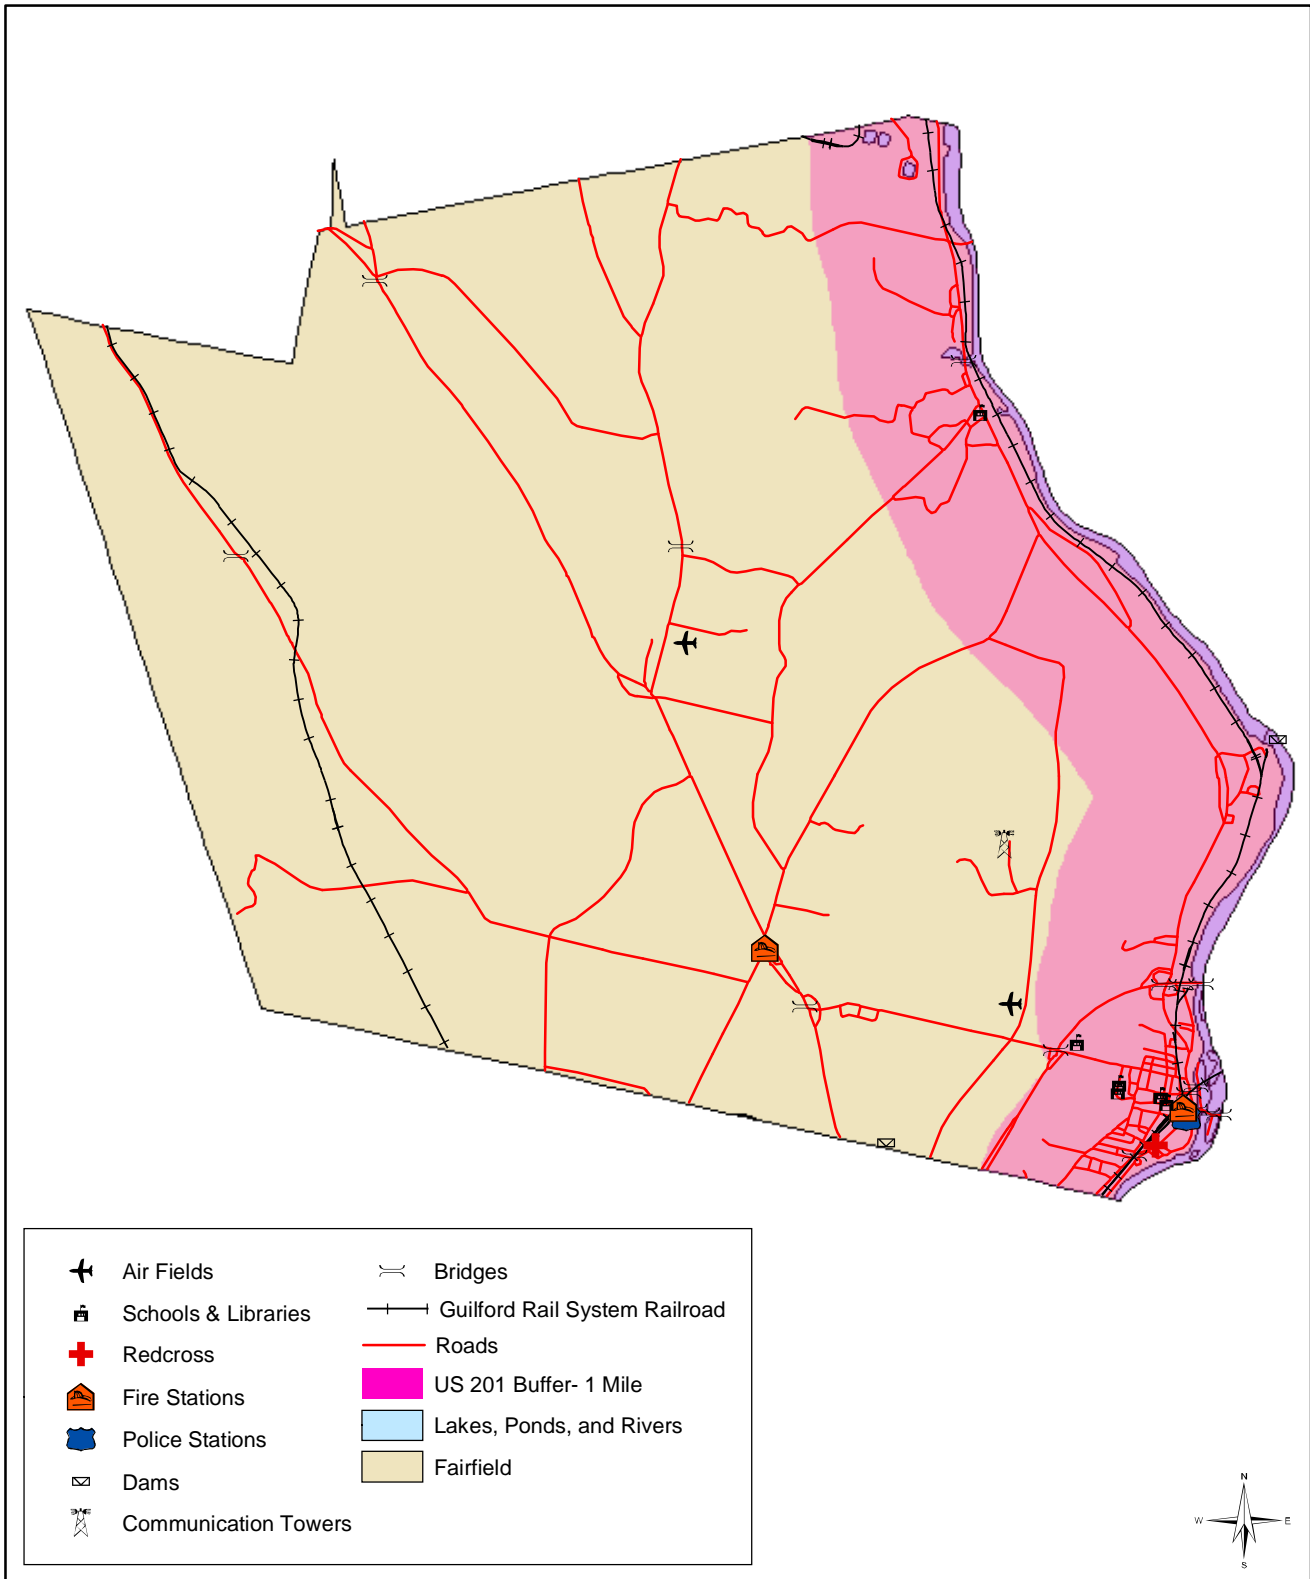 Air Fields
Schools & Libraries
Redcross
Fire Stations
Police Stations
Dams
Communication Towers
Bridges
Guilford Rail System Railroad
Roads
US 201 Buffer- 1 Mile
Lakes, Ponds, and Rivers
Fairfield
N
W E
S